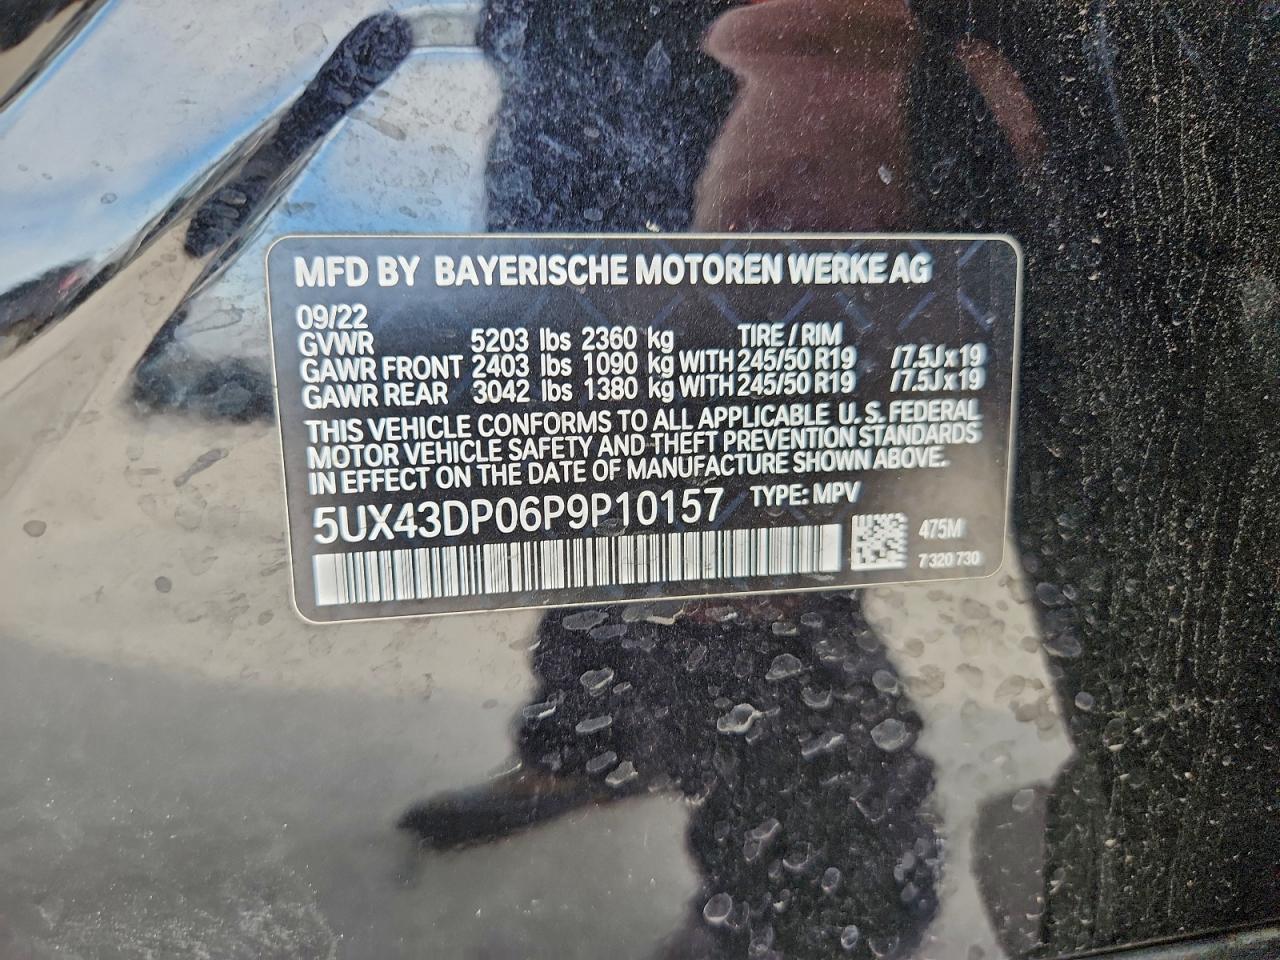 MFD BY BAYERISCHE MOTOREN WERKE AG
09/22
GVWR 5203 lbs 2360 kg TIRE / RIM
GAWR FRONT 2403 lbs 1090 kg WITH 245/50 R19 /7.5Jx19
GAWR REAR 3042 lbs 1380 kg WITH 245/50 R19 /7.5Jx19
THIS VEHICLE CONFORMS TO ALL APPLICABLE U.S. FEDERAL
MOTOR VEHICLE SAFETY AND THEFT PREVENTION STANDARDS
IN EFFECT ON THE DATE OF MANUFACTURE SHOWN ABOVE.
5UX43DP06P9P10157 TYPE: MPV
475M
7 320 730